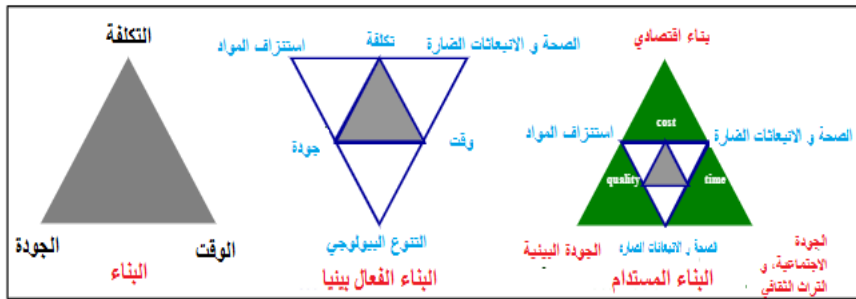 التكلفة
الجودة
الوقت
البناء
استنزاف المواد
تكلفة
الصحة و الانبعاثات الضارة
جودة
وقت
التنوع البيولوجي
البناء الفعال بيئيا
بناء اقتصادي
cost
استنزاف المواد
الصحة و الانبعاثات الضارة
quality
time
الجودة البيئية
الصحة و الانبعاثات الضاره
الجودة
الاجتماعية، و
التراث الثقافي
البناء المستدام
.